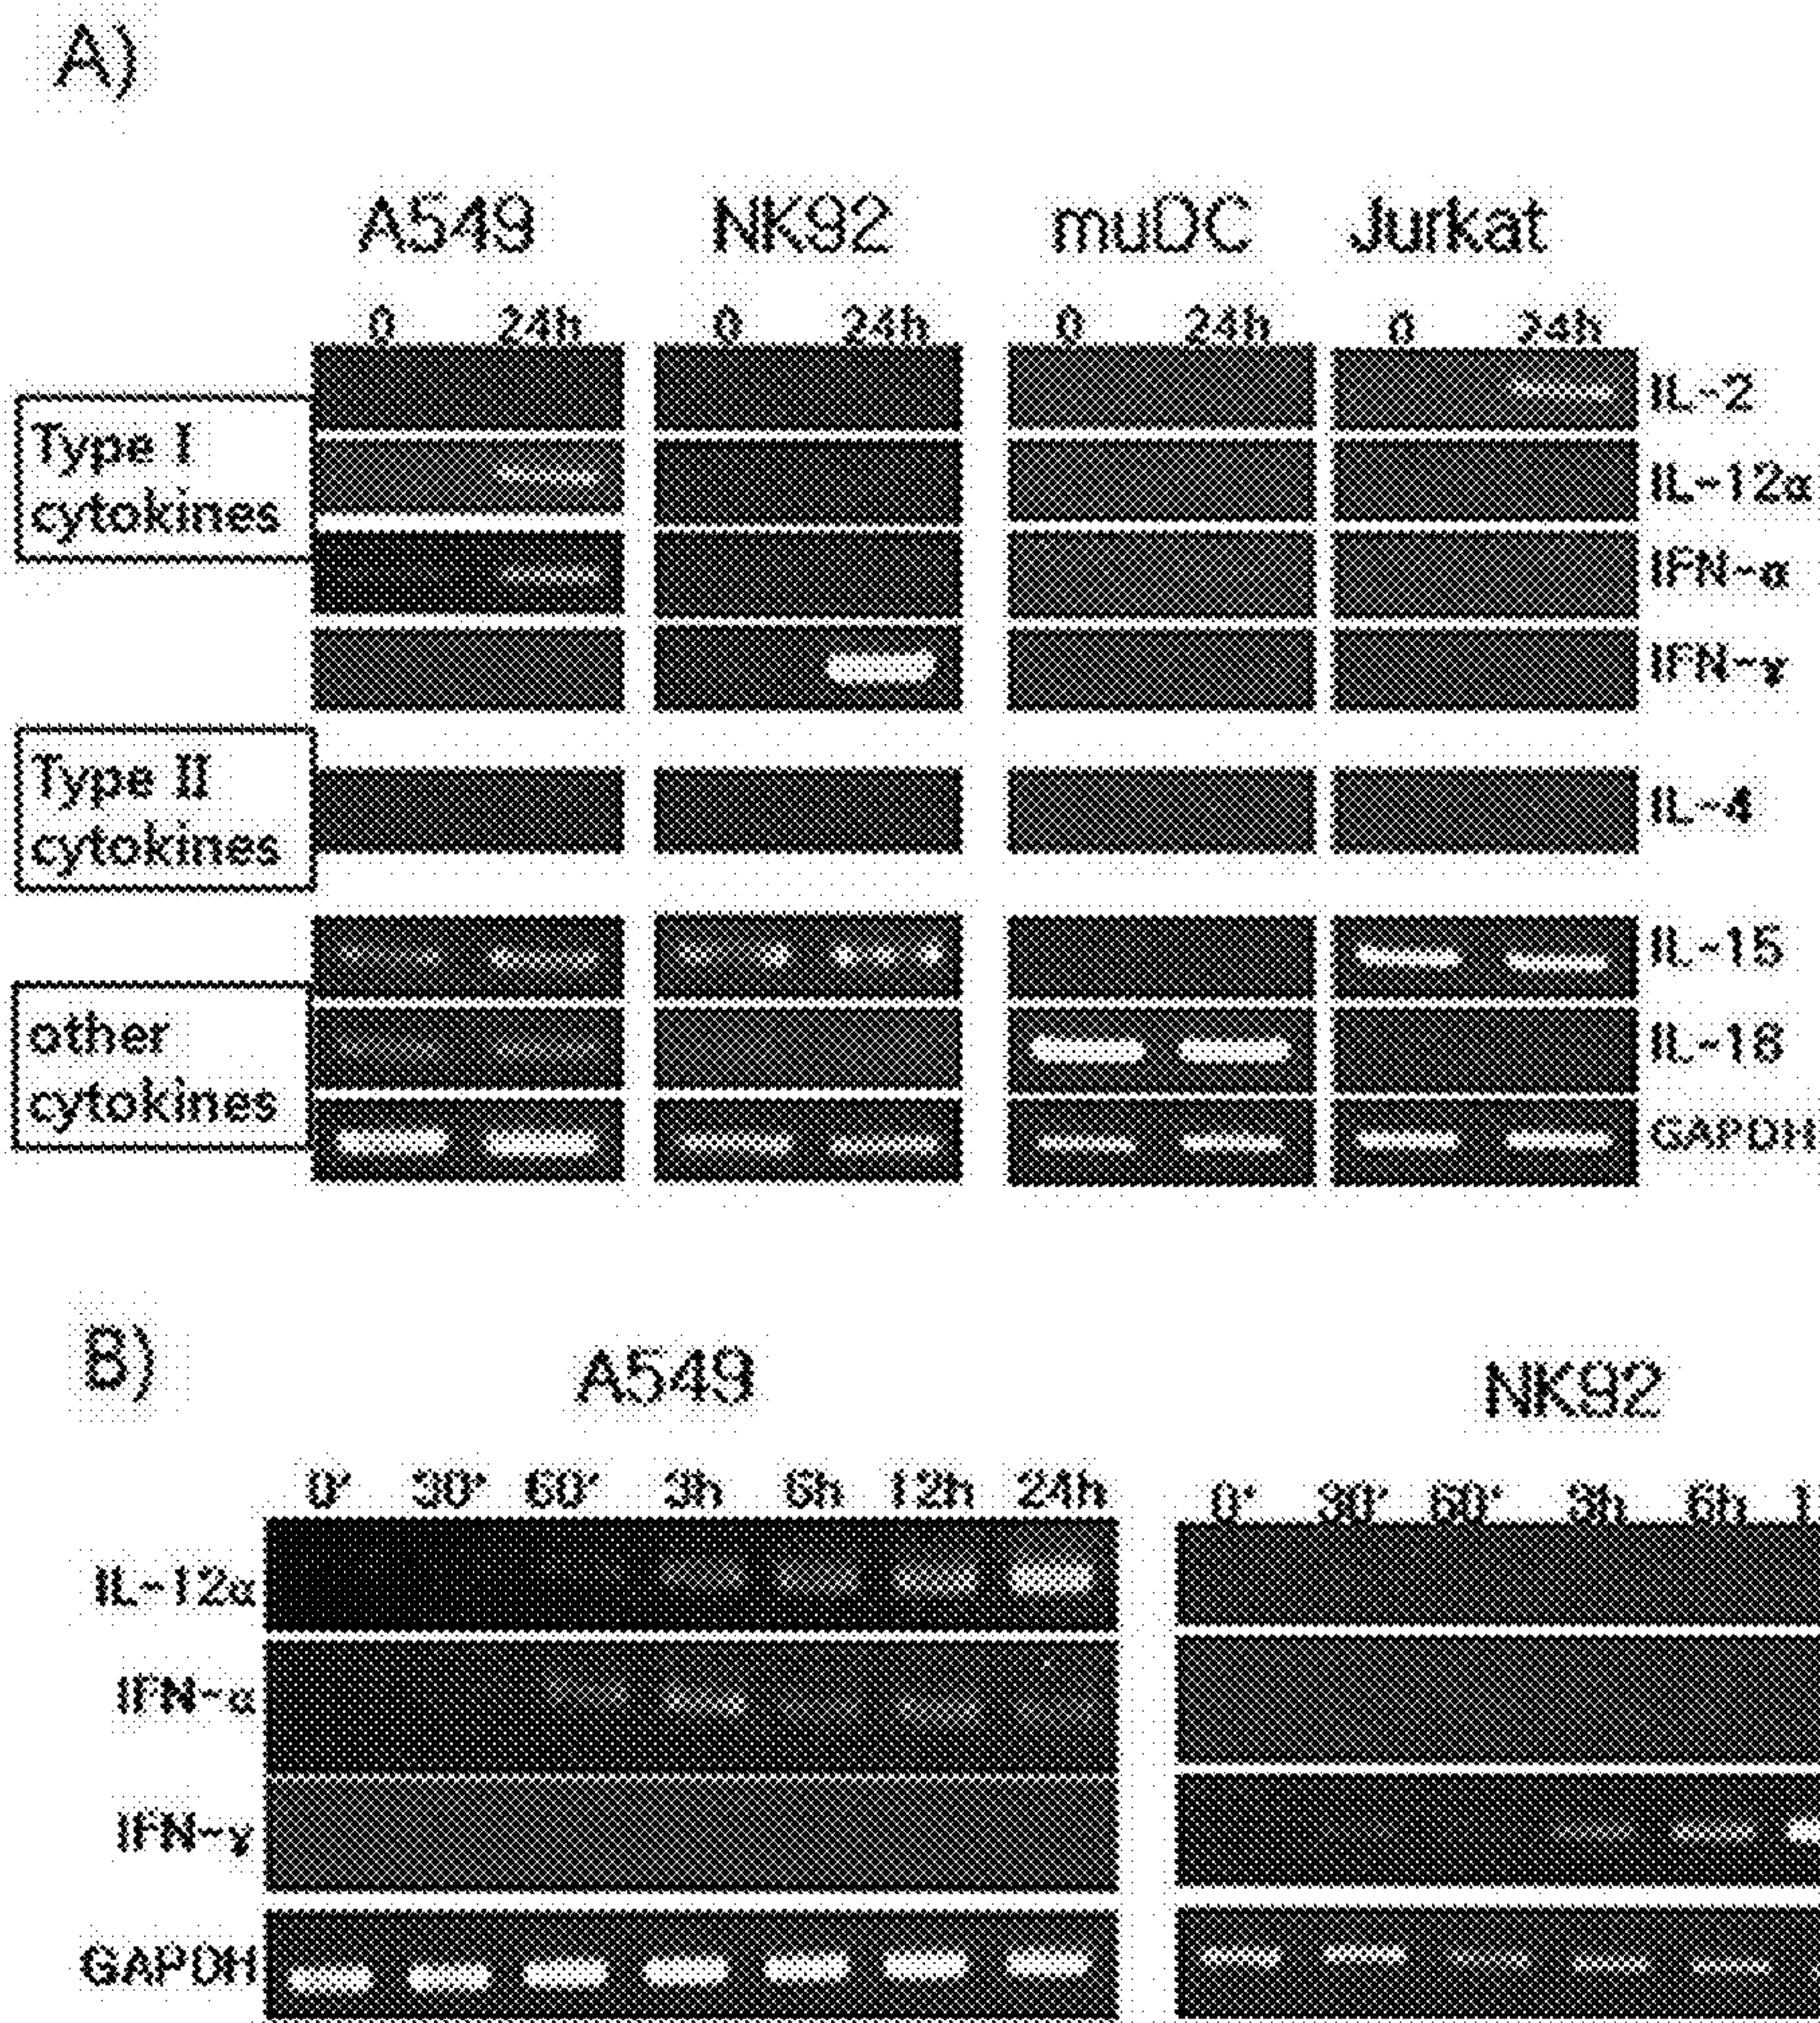 A)
A549 NK92 muDC Jurkat
0 24h 0 24h 0 24h 0 24h
Type I
cytokines
IL-2
IL-12α
IFN-α
IFN-γ
Type II
cytokines
IL-4
other
cytokines
IL-15
IL-18
GAPDH
B)
A549 NK92
0' 30' 60' 3h 6h 12h 24h 0' 30' 60' 3h 6h
IL-12α
IFN-α
IFN-γ
GAPDH